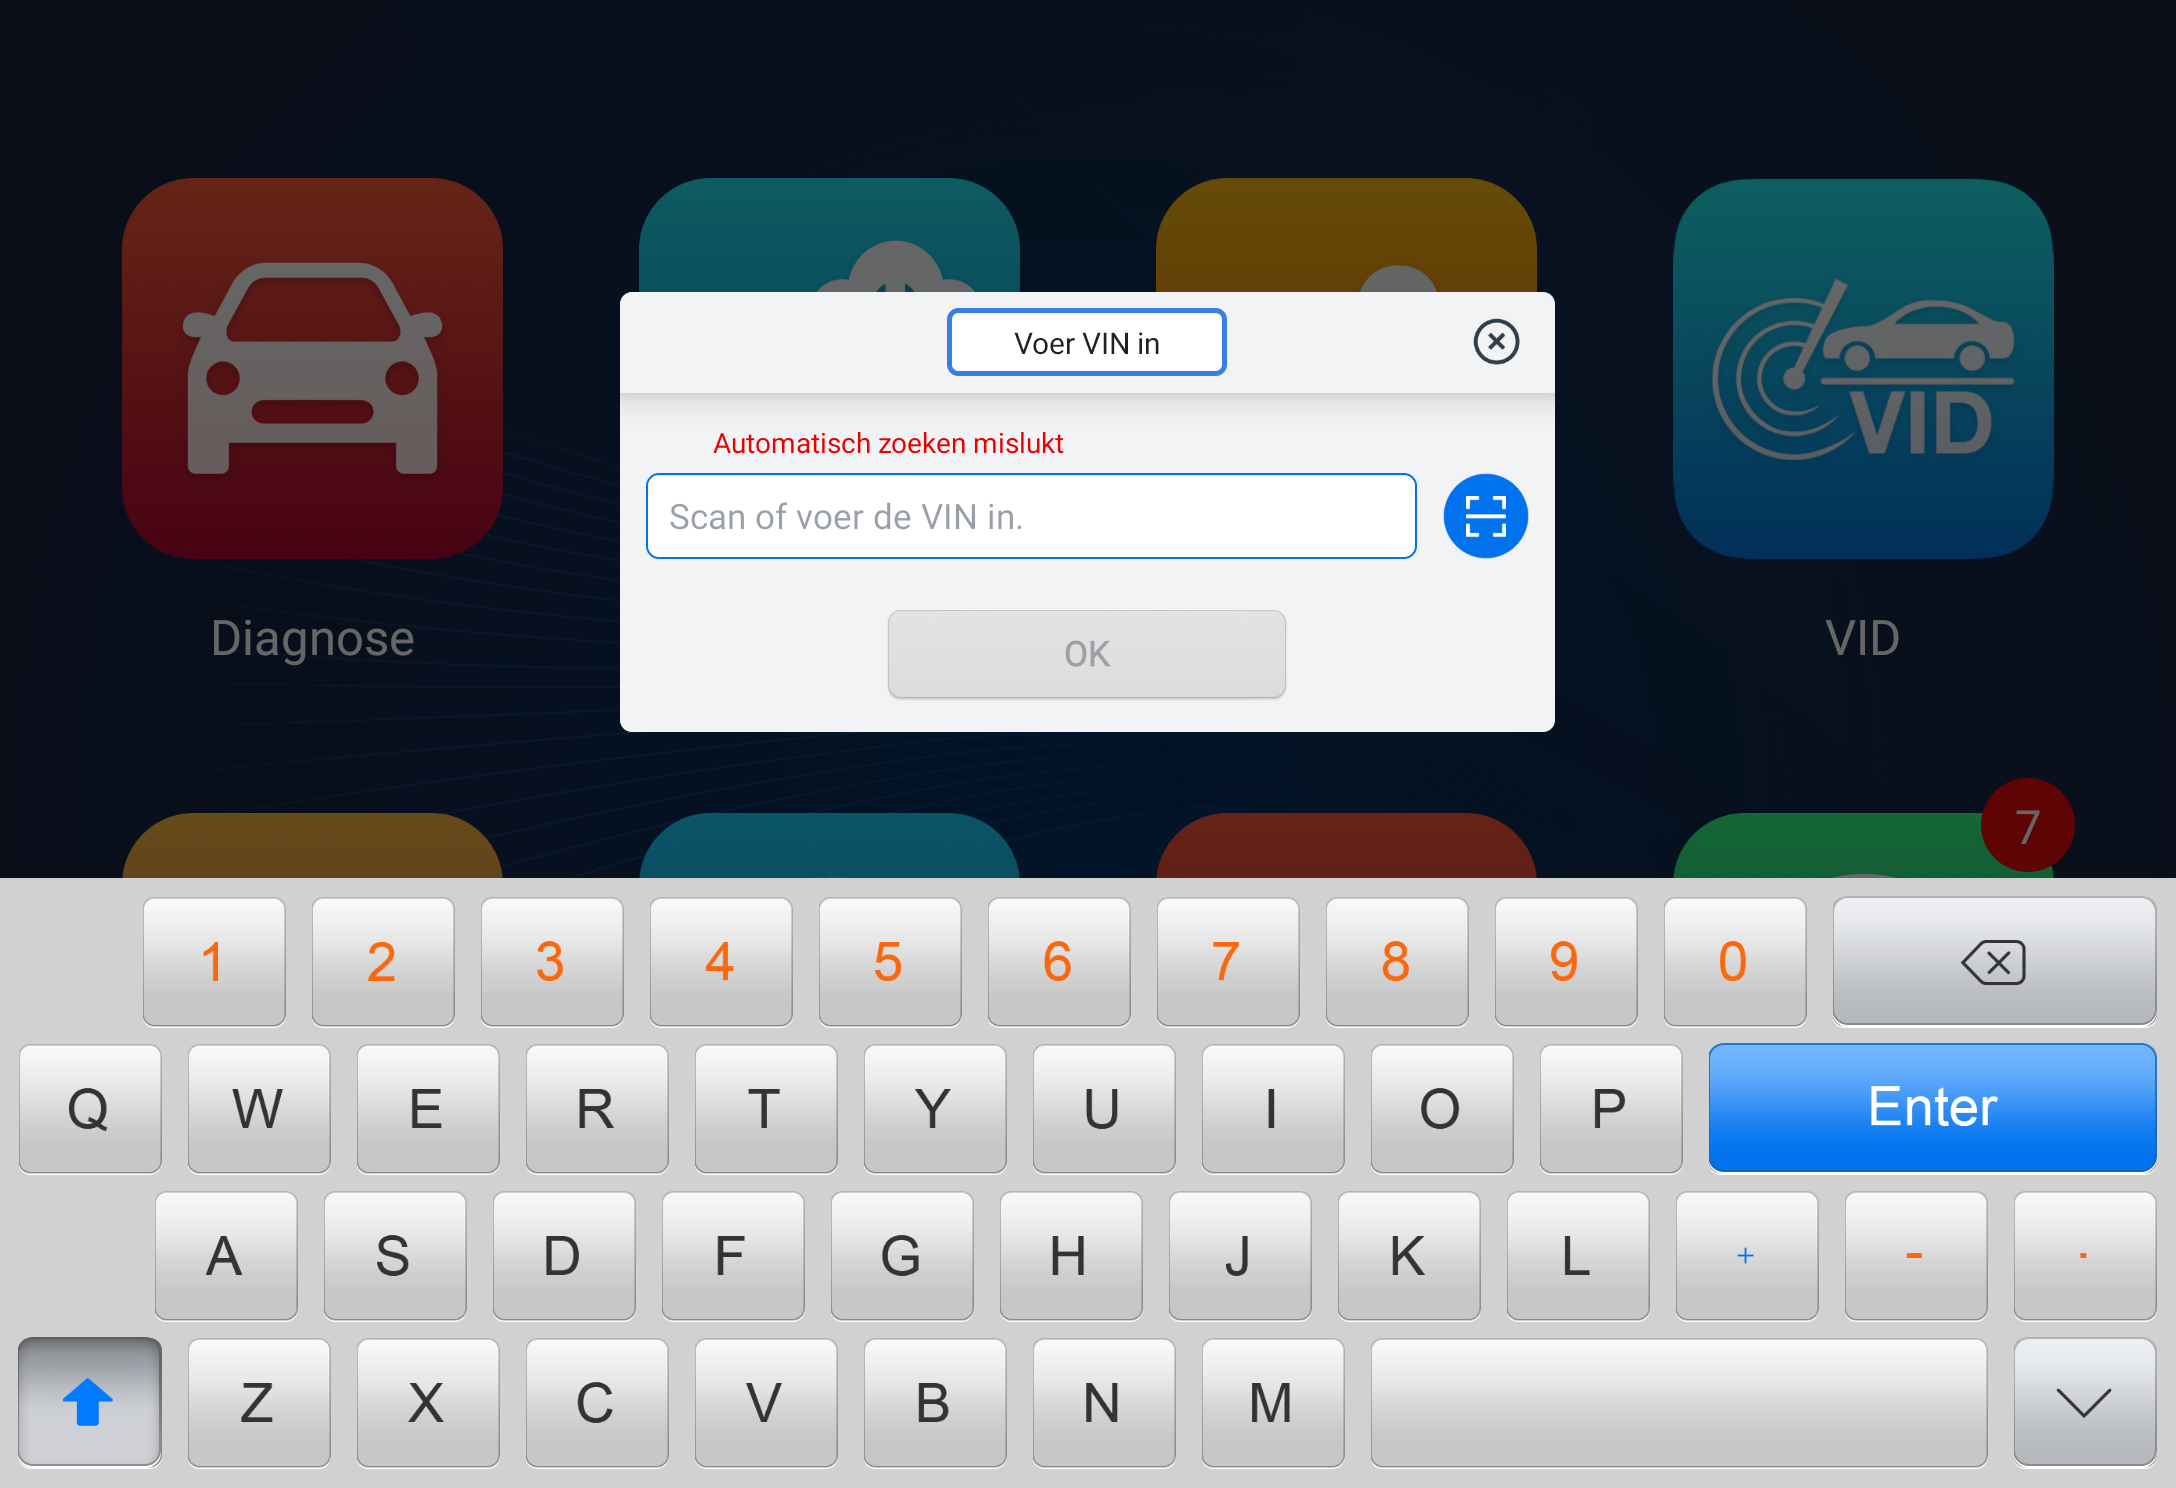 Voer VIN in
Automatisch zoeken mislukt
Scan of voer de VIN in.
OK
VID
Diagnose
VID
7
1 2 3 4 5 6 7 8 9 0
Q W E R T Y U I O P Enter
A S D F G H J K L + - .
Z X C V B N M